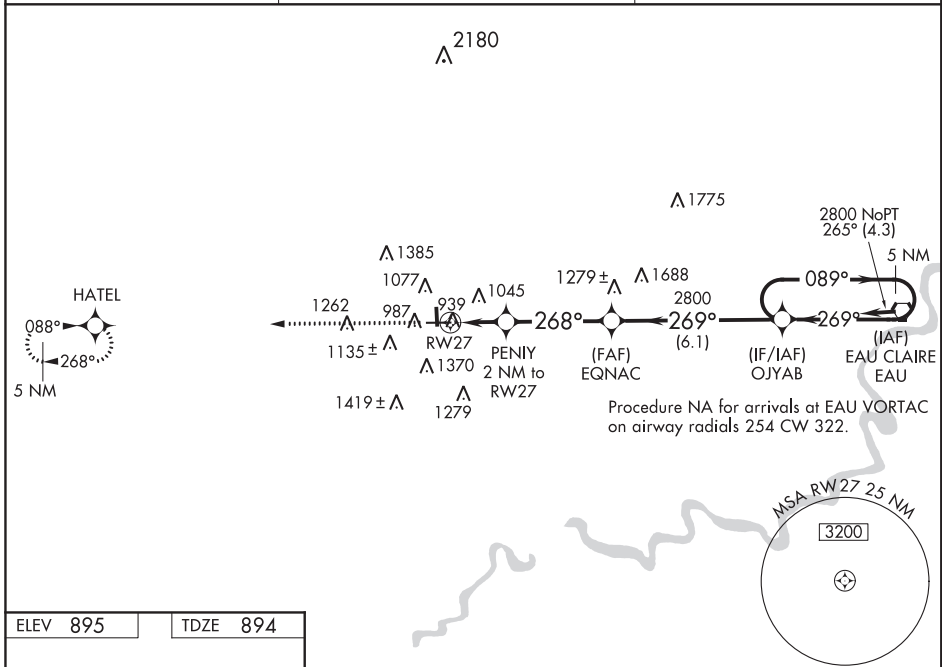 2180
1775
2800 NoPT
265° (4.3)
5 NM
1385
1077
1279 ±
1688
089°
HATEL
1262
987
939
1045
2800
088°
268°
269°
269°
(6.1)
RW27
1135 ±
268°
5 NM
PENIY
2 NM to
RW27
(FAF)
EQNAC
(IF/IAF)
OJYAB
(IAF)
EAU CLAIRE
EAU
1370
1419 ±
1279
Procedure NA for arrivals at EAU VORTAC
on airway radials 254 CW 322.
MSA RW27 25 NM
3200
ELEV 895
TDZE 894